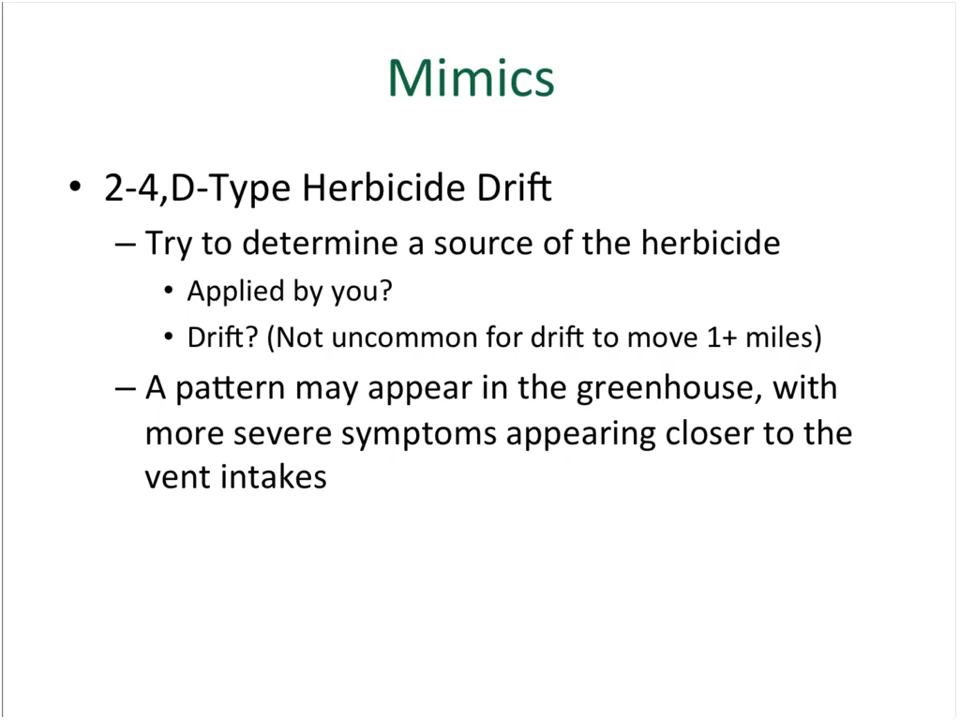 Mimics
• 2-4,D-Type Herbicide Drift
– Try to determine a source of the herbicide
• Applied by you?
• Drift? (Not uncommon for drift to move 1+ miles)
– A pattern may appear in the greenhouse, with
more severe symptoms appearing closer to the
vent intakes